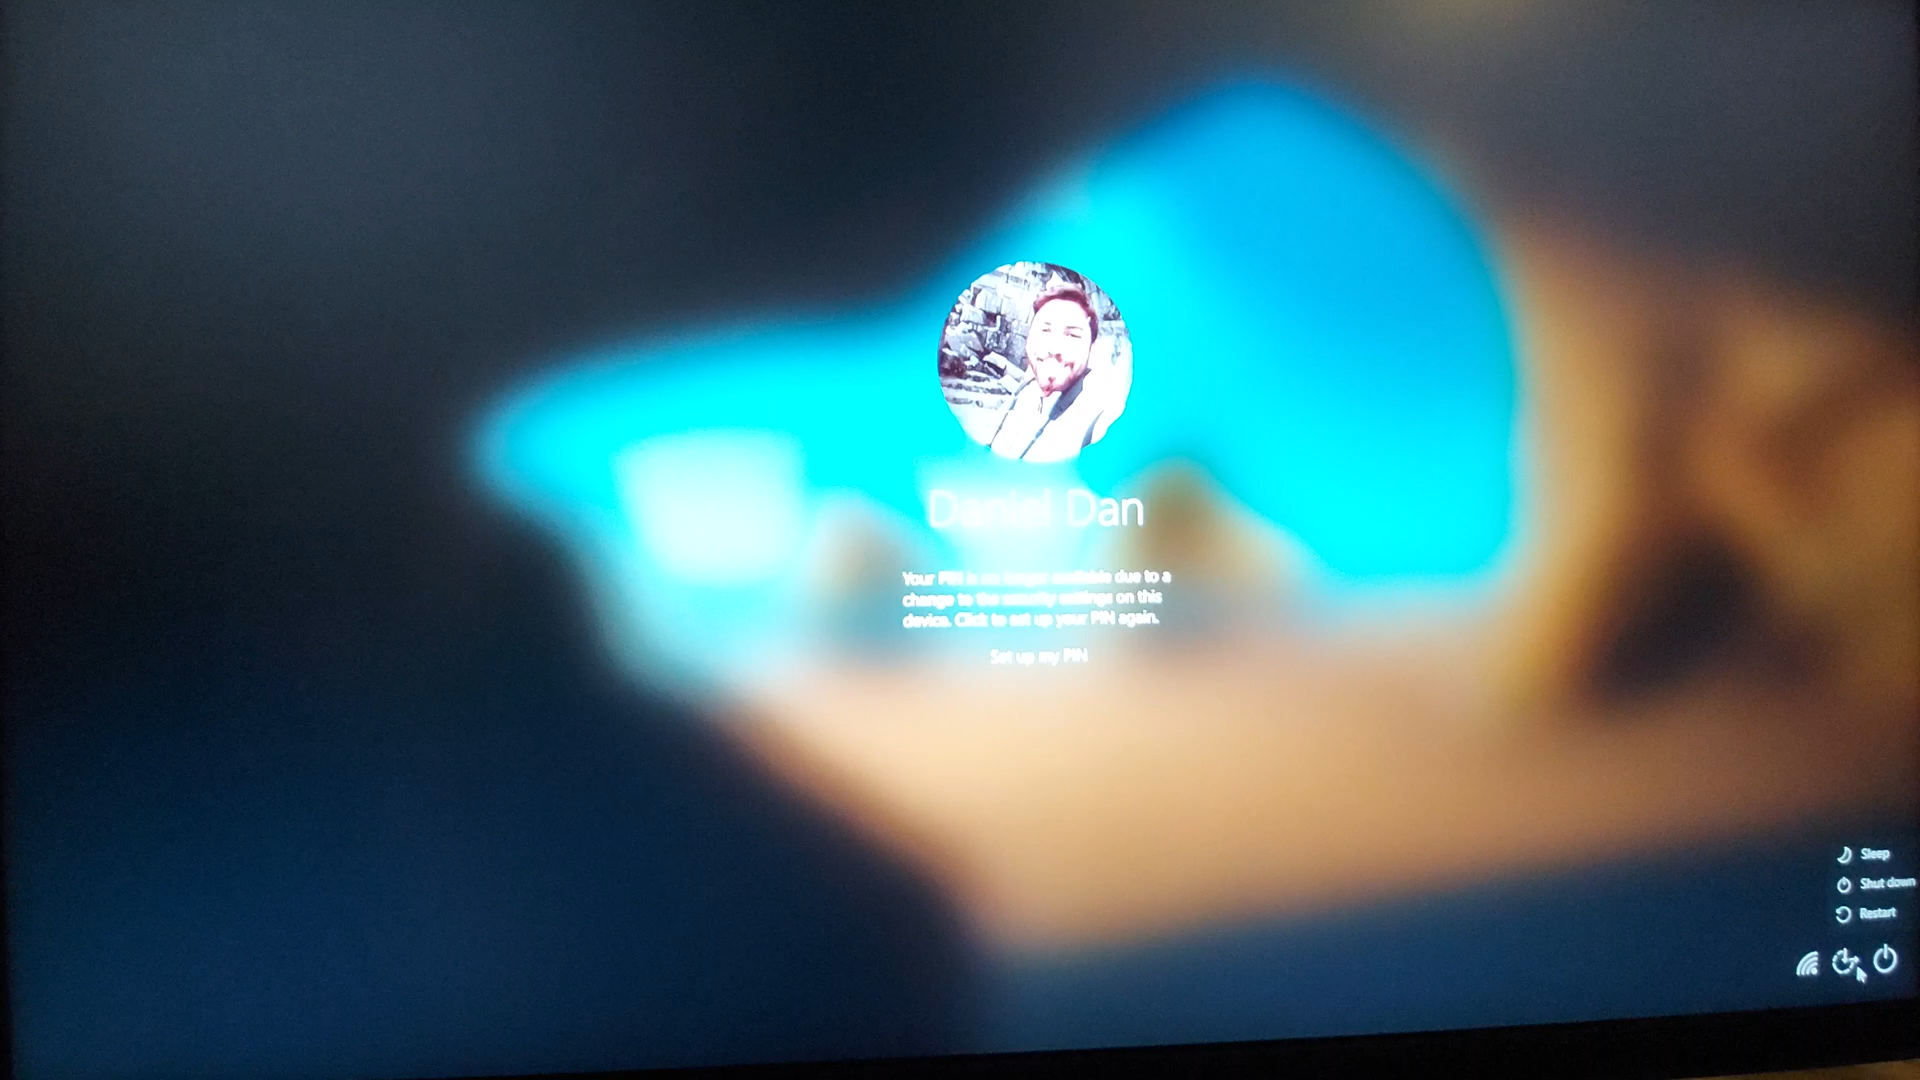 Daniel Dan
Your PIN is no longer available due to a
change to the security settings on this
device. Click to set up your PIN again.
Set up my PIN
Sleep
Shut down
Restart